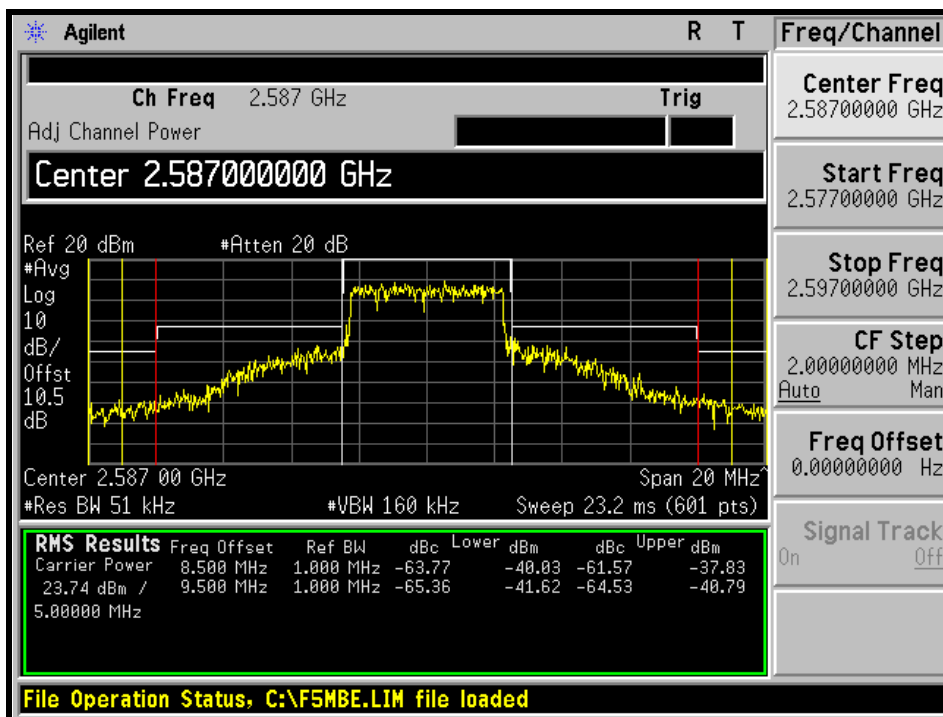 Agilent R T Freq/Channel
Ch Freq 2.587 GHz Trig
Adj Channel Power
Center 2.587000000 GHz
Ref 20 dBm #Atten 20 dB
#Avg
Log
10
dB/
Offst
10.5
dB
Center 2.587 00 GHz Span 20 MHz^
#Res BW 51 kHz #VBW 160 kHz Sweep 23.2 ms (601 pts)
RMS Results Freq Offset Ref BW dBc Lower dBm dBc Upper dBm
Carrier Power 8.500 MHz 1.000 MHz -63.77 -40.03 -61.57 -37.83
23.74 dBm / 9.500 MHz 1.000 MHz -65.36 -41.62 -64.53 -40.79
5.00000 MHz
File Operation Status, C:\F5MBE.LIM file loaded
Center Freq
2.58700000 GHz
Start Freq
2.57700000 GHz
Stop Freq
2.59700000 GHz
CF Step
2.00000000 MHz
Auto Man
Freq Offset
0.00000000 Hz
Signal Track
On Off